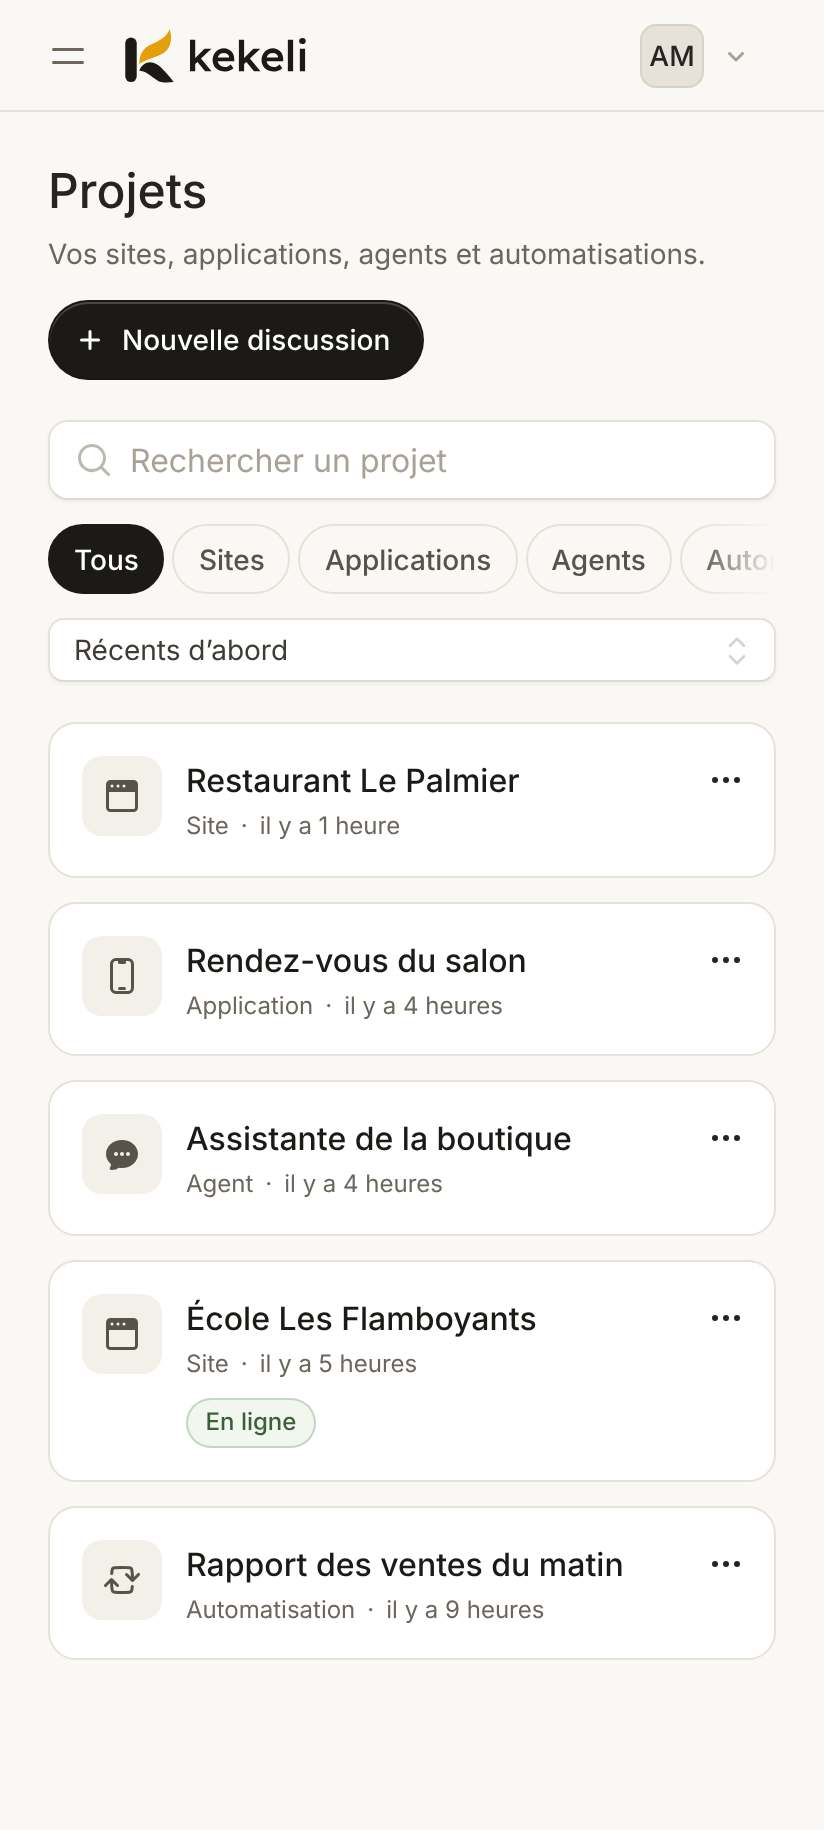 kekeli
AM
Projets
Vos sites, applications, agents et automatisations.
+ Nouvelle discussion
Rechercher un projet
Tous
Sites
Applications
Agents
Auto
Récents d’abord
Restaurant Le Palmier
Site · il y a 1 heure
Rendez-vous du salon
Application · il y a 4 heures
Assistante de la boutique
Agent · il y a 4 heures
École Les Flamboyants
Site · il y a 5 heures
En ligne
Rapport des ventes du matin
Automatisation · il y a 9 heures